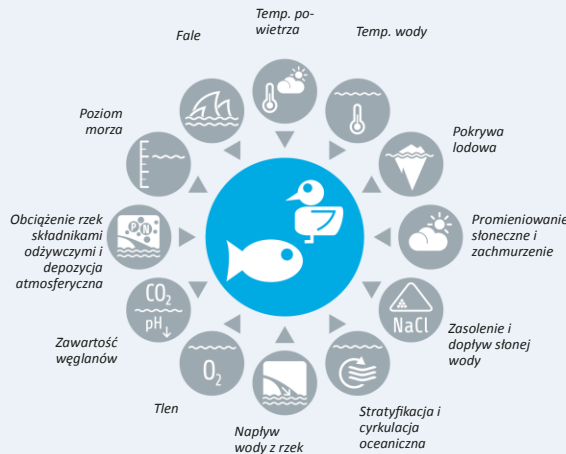 Temp. po-
wietrza
Temp. wody
Pokrywa
lodowa
Promieniowanie
słoneczne i
zachmurzenie
NaCl
Zasolenie i
dopływ słonej
wody
Stratyfikacja i
cyrkulacja
oceaniczna
Napływ
wody z rzek
O₂
Tlen
CO₂
pH↓
Zawartość
węglanów
P N
Obciążenie rzek
składnikami
odżywczymi i
depozycja
atmosferyczna
Poziom
morza
Fale